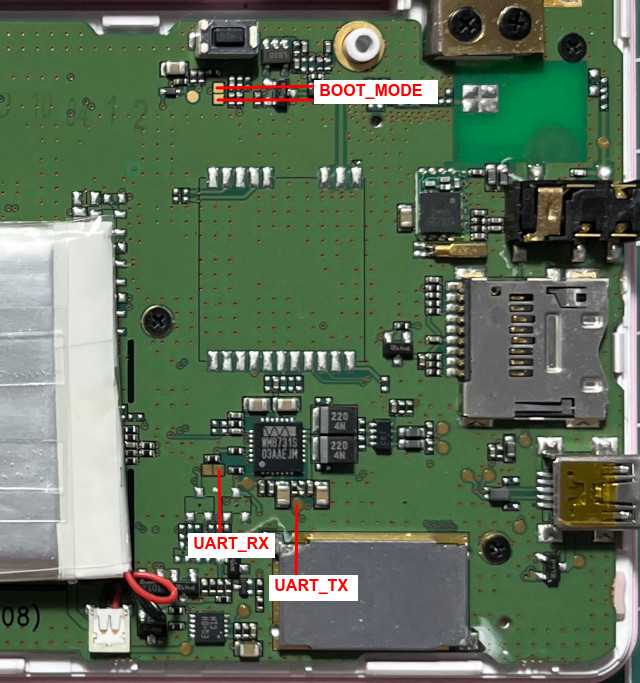 BOOT_MODE
WM8731S
03AAEJM
220
4N
220
4N
UART_RX
UART_TX
08)